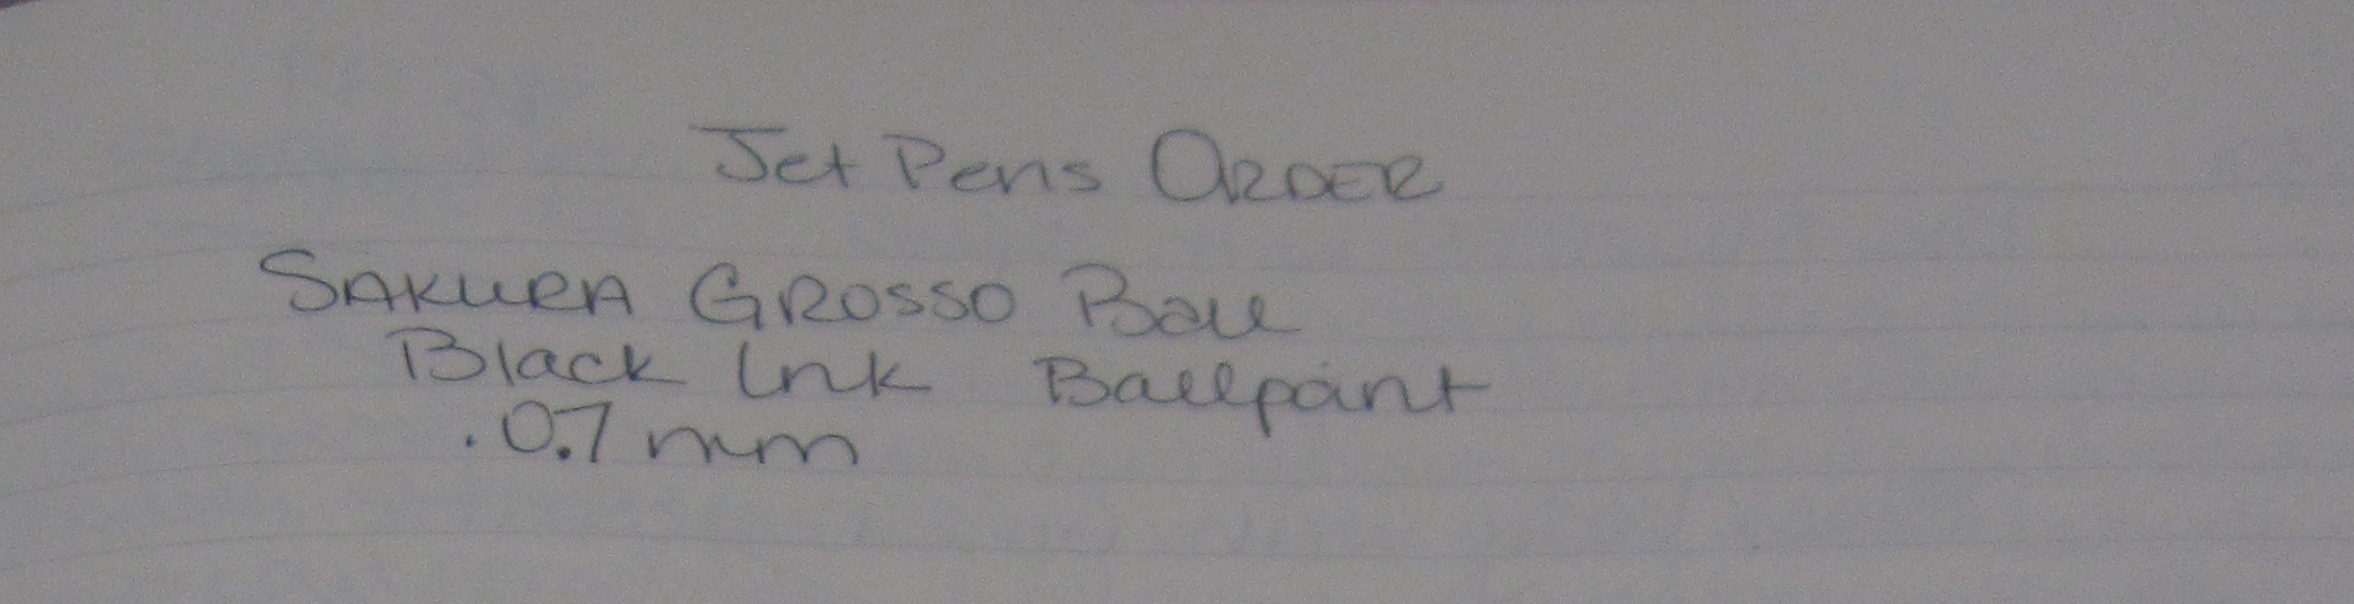 Jet Pens ORDER
SAKURA GROSSO Ball
Black Ink Ballpoint
.0.7 mm